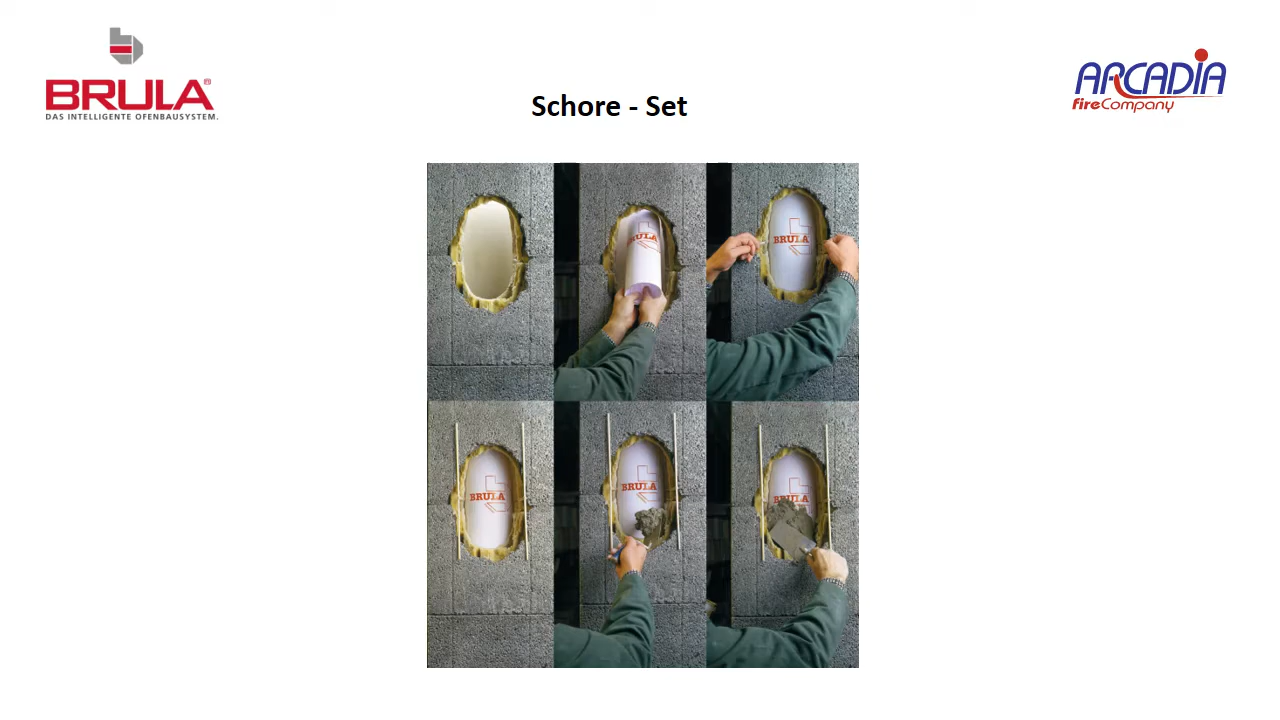 BRULA®
DAS INTELLIGENTE OFENBAUSYSTEM.
Schore - Set
ARCADIA
fireCompany
BRULA
BRULA
BRULA
BRULA
BRULA